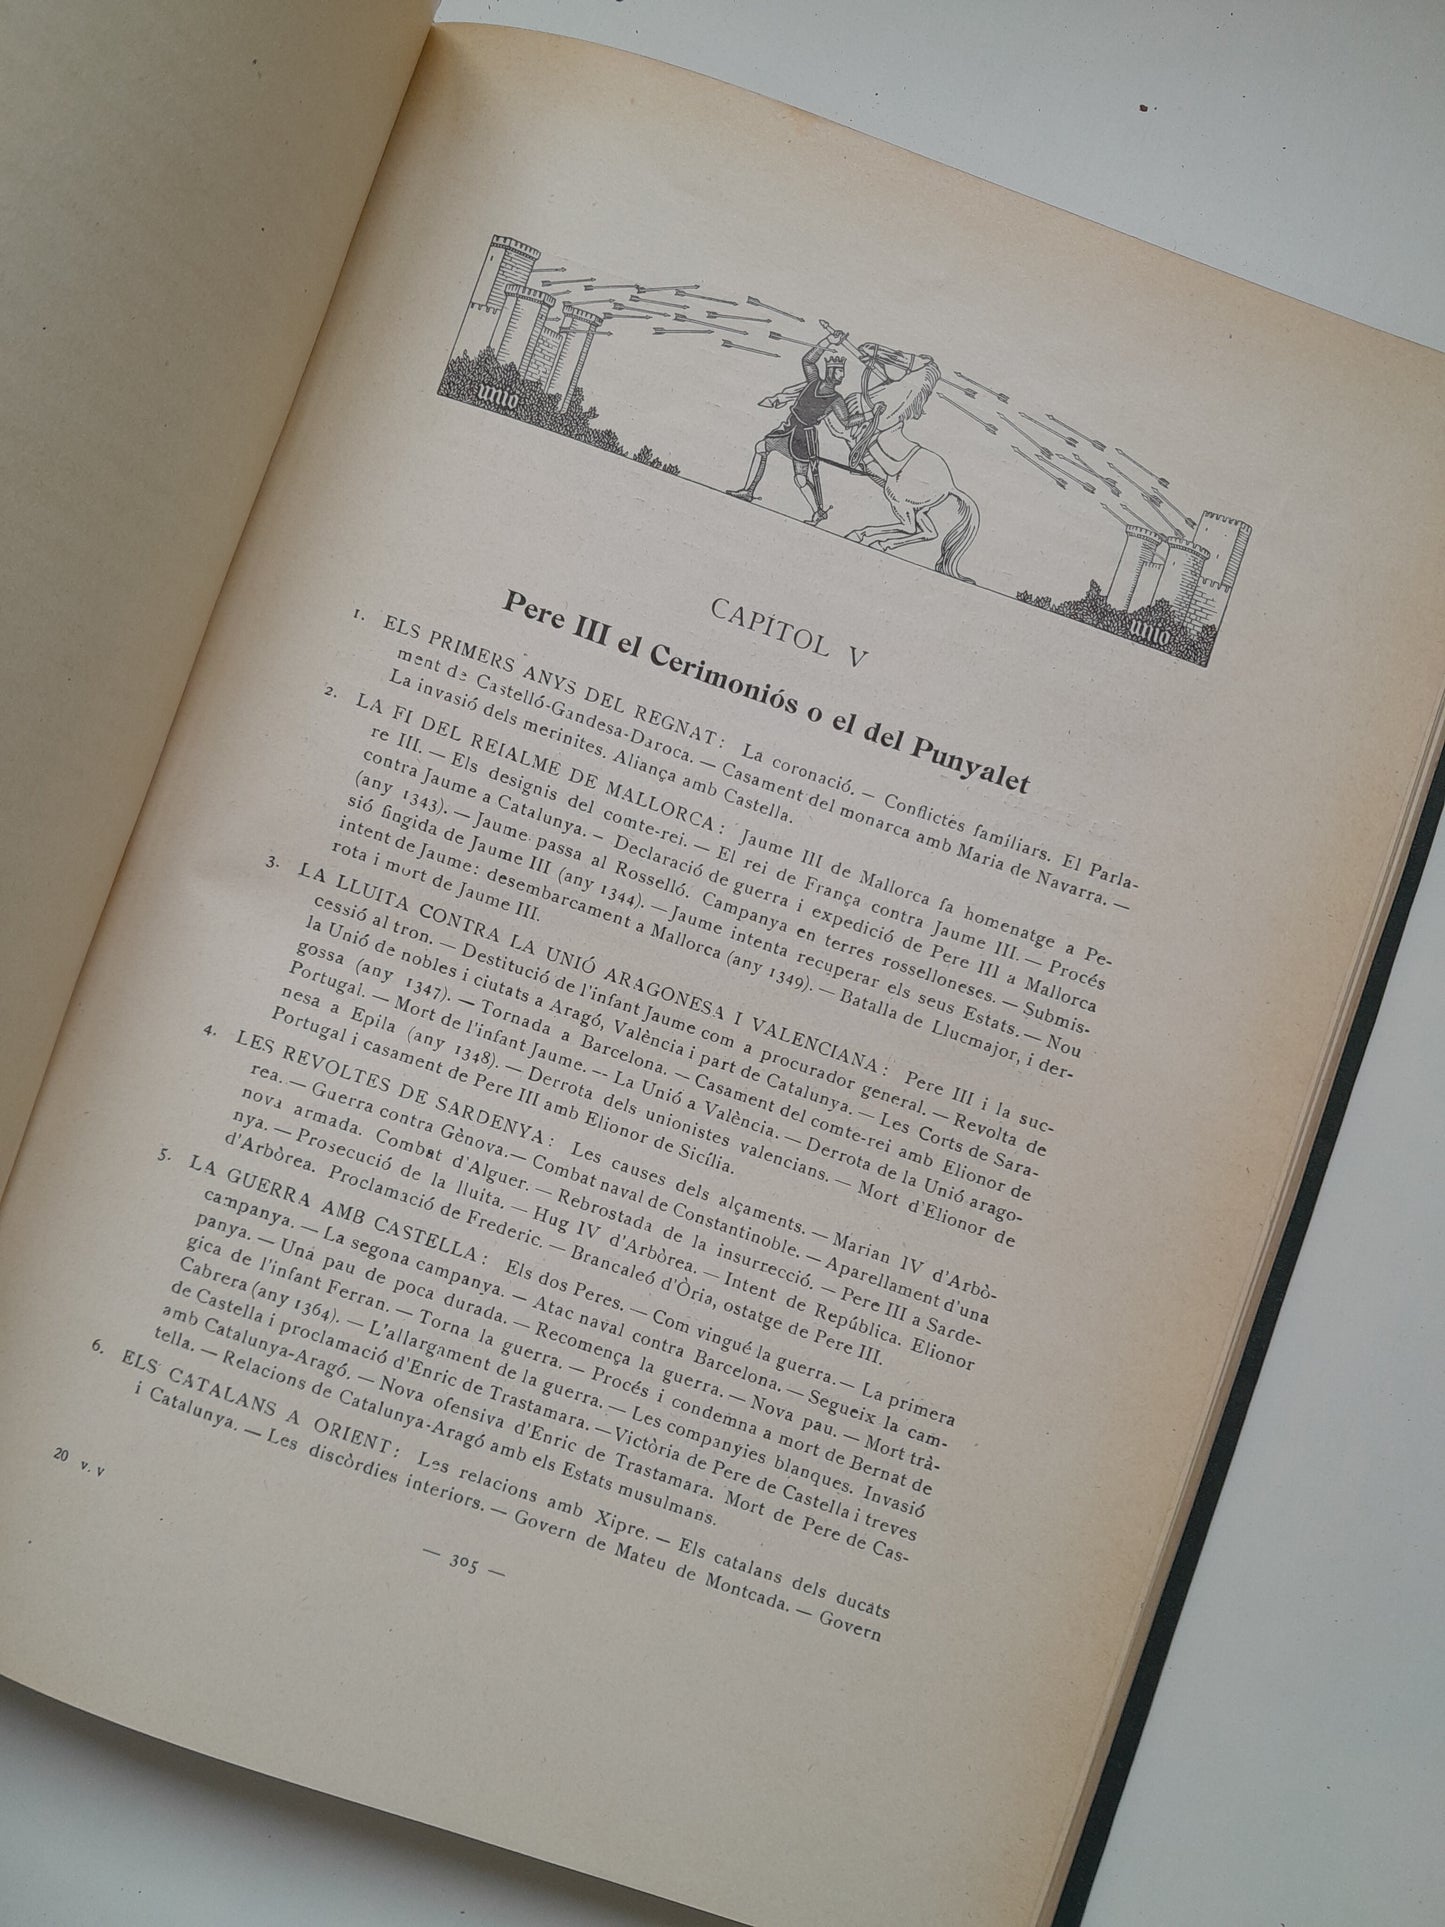 unio
unio
CAPÍTOL V
Pere III el Cerimoniós o el del Punyalet
1. ELS PRIMERS ANYS DEL REGNAT: La coronació. — Conflictes familiars. El Parla-
ment de Castelló-Gandesa-Daroca. — Casament del monarca amb Maria de Navarra. —
La invasió dels merinites. Aliança amb Castella.
2. LA FI DEL REIALME DE MALLORCA: Jaume III de Mallorca fa homenatge a Pe-
re III. — Els designis del comte-rei. — El rei de França contra Jaume III. — Procés
contra Jaume a Catalunya. — Declaració de guerra i expedició de Pere III a Mallorca
(any 1343). — Jaume passa al Rosselló. Campanya en terres rosselloneses. — Submis-
sió fingida de Jaume III (any 1344). — Jaume intenta recuperar els seus Estats. — Nou
intent de Jaume: desembarcament a Mallorca (any 1349). — Batalla de Llucmajor, i der-
rota i mort de Jaume III.
3. LA LLUITA CONTRA LA UNIÓ ARAGONESA I VALENCIANA: Pere III i la suc-
cessió al tron. — Destitució de l'infant Jaume com a procurador general. — Revolta de
la Unió de nobles i ciutats a Aragó, València i part de Catalunya. — Les Corts de Sara-
gossa (any 1347). — Tornada a Barcelona. — Casament del comte-rei amb Elionor de
Portugal. — Mort de l'infant Jaume. -- La Unió a València. — Derrota de la Unió arago-
nesa a Epila (any 1348). — Derrota dels unionistes valencians. — Mort d'Elionor de
Portugal i casament de Pere III amb Elionor de Sicília.
4. LES REVOLTES DE SARDENYA: Les causes dels alçaments. — Marian IV d'Arbò-
rea. — Guerra contra Gènova. — Combat naval de Constantinoble. — Aparellament d'una
nova armada. Combat d'Alguer. — Rebrostada de la insurrecció. — Pere III a Sarde-
nya. — Prosecució de la lluita. — Hug IV d'Arbòrea. — Intent de República. Elionor
d'Arbòrea. Proclamació de Frederic. — Brancaleó d'Òria, ostatge de Pere III.
5. LA GUERRA AMB CASTELLA: Els dos Peres. — Com vingué la guerra. — La primera
campanya. — La segona campanya. — Atac naval contra Barcelona. — Segueix la cam-
panya. — Una pau de poca durada. — Recomença la guerra. — Nova pau. — Mort trà-
gica de l'infant Ferran. — Torna la guerra. — Procés i condemna a mort de Bernat de
Cabrera (any 1364). — L'allargament de la guerra. — Les companyies blanques. Invasió
de Castella i proclamació d'Enric de Trastamara. — Victòria de Pere de Castella i treves
amb Catalunya-Aragó. — Nova ofensiva d'Enric de Trastamara. Mort de Pere de Cas-
tella. — Relacions de Catalunya-Aragó amb els Estats musulmans.
6. ELS CATALANS A ORIENT: Les relacions amb Xipre. — Els catalans dels ducats
i Catalunya. — Les discòrdies interiors. — Govern de Mateu de Montcada. — Govern
20 v. v
— 305 —